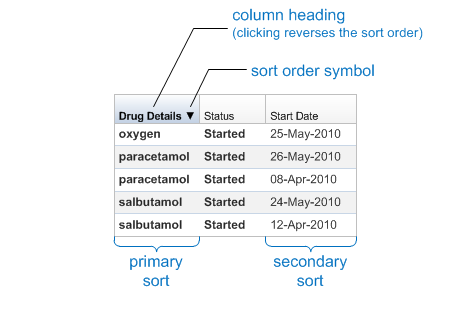 column heading
(clicking reverses the sort order)
sort order symbol
Drug Details ▼ Status Start Date
oxygen Started 25-May-2010
paracetamol Started 26-May-2010
paracetamol Started 08-Apr-2010
salbutamol Started 24-May-2010
salbutamol Started 12-Apr-2010
primary sort
secondary sort